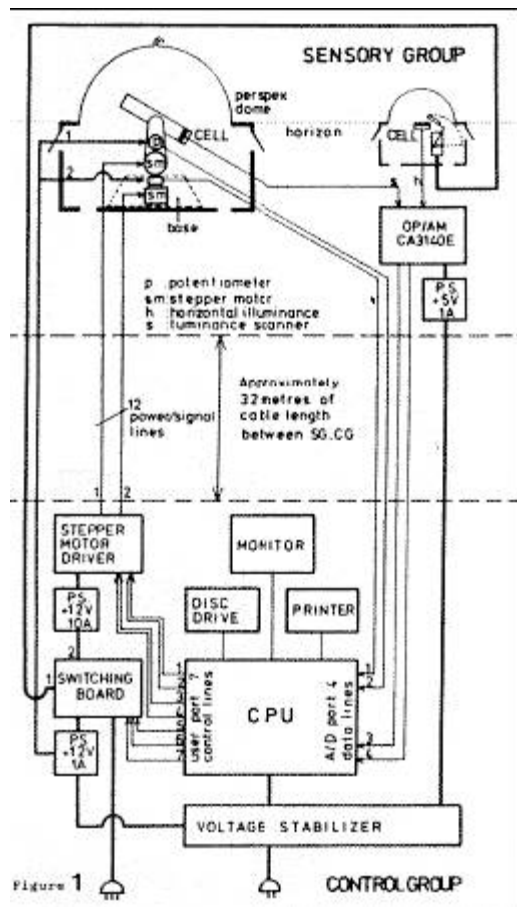 SENSORY GROUP
perspex
dome
1
CELL
horizon
CELL
p
2
sm
sm
base
s
h
OP/AM
CA3140E
p potentiometer
sm stepper motor
h horizontal illuminance
s luminance scanner
P.S.
+5V
1A
Approximately
32 metres of
cable length
between SG.CG
12
power/signal
lines
1 2
STEPPER
MOTOR
DRIVER
MONITOR
P.S.
+12V
10A
DISC
DRIVE
PRINTER
2
1
SWITCHING
BOARD
CPU
user port 7
control lines
A/D port 4
data lines
1
2
P.S.
+12V
1A
VOLTAGE STABILIZER
Figure 1
CONTROL GROUP